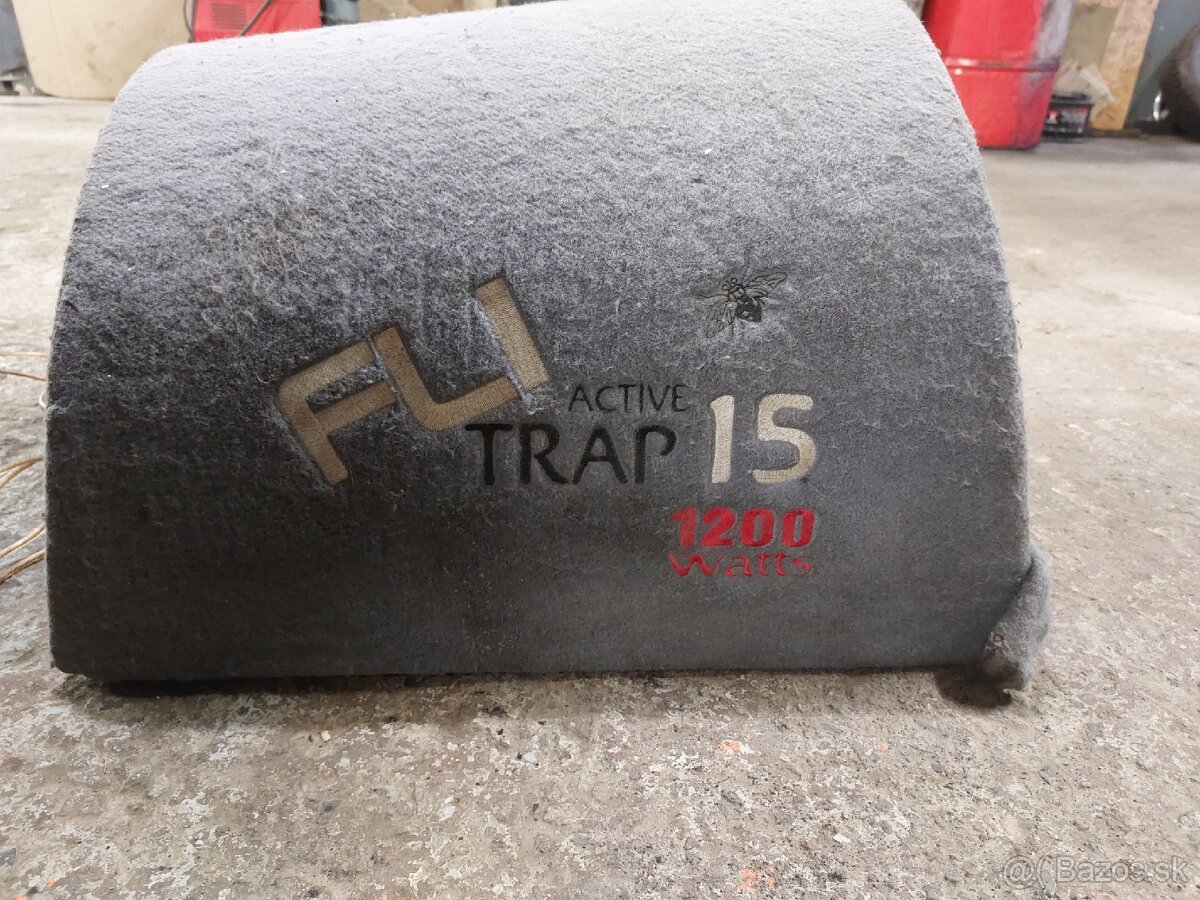 FLI
ACTIVE
TRAP 15
1200
Watts
@( Bazos.sk